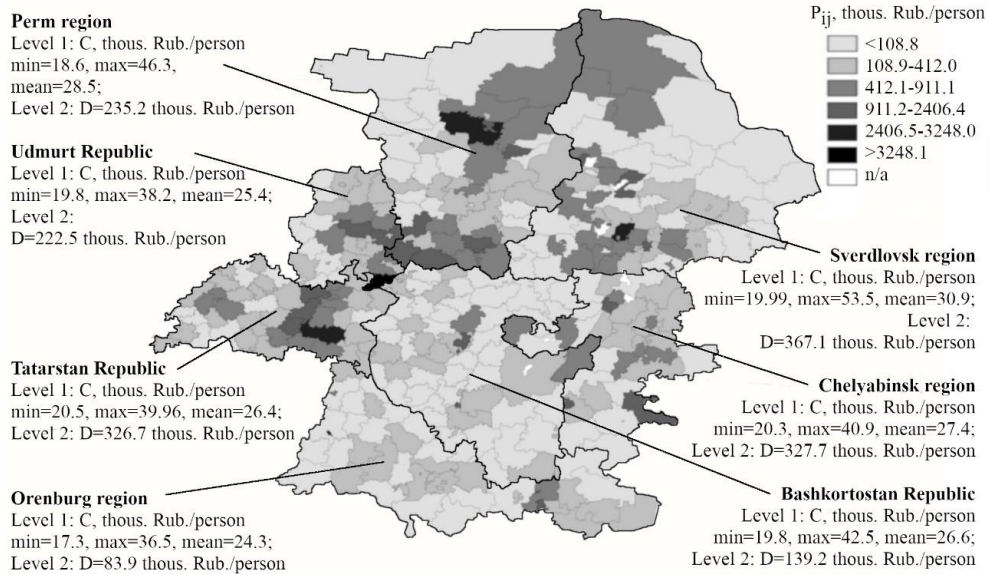 Perm region
Level 1: C, thous. Rub./person
min=18.6, max=46.3,
mean=28.5;
Level 2: D=235.2 thous. Rub./person
Udmurt Republic
Level 1: C, thous. Rub./person
min=19.8, max=38.2, mean=25.4;
Level 2:
D=222.5 thous. Rub./person
Tatarstan Republic
Level 1: C, thous. Rub./person
min=20.5, max=39.96, mean=26.4;
Level 2: D=326.7 thous. Rub./person
Orenburg region
Level 1: C, thous. Rub./person
min=17.3, max=36.5, mean=24.3;
Level 2: D=83.9 thous. Rub./person
Pij, thous. Rub./person
<108.8
108.9-412.0
412.1-911.1
911.2-2406.4
2406.5-3248.0
>3248.1
n/a
Sverdlovsk region
Level 1: C, thous. Rub./person
min=19.99, max=53.5, mean=30.9;
Level 2:
D=367.1 thous. Rub./person
Chelyabinsk region
Level 1: C, thous. Rub./person
min=20.3, max=40.9, mean=27.4;
Level 2: D=327.7 thous. Rub./person
Bashkortostan Republic
Level 1: C, thous. Rub./person
min=19.8, max=42.5, mean=26.6;
Level 2: D=139.2 thous. Rub./person